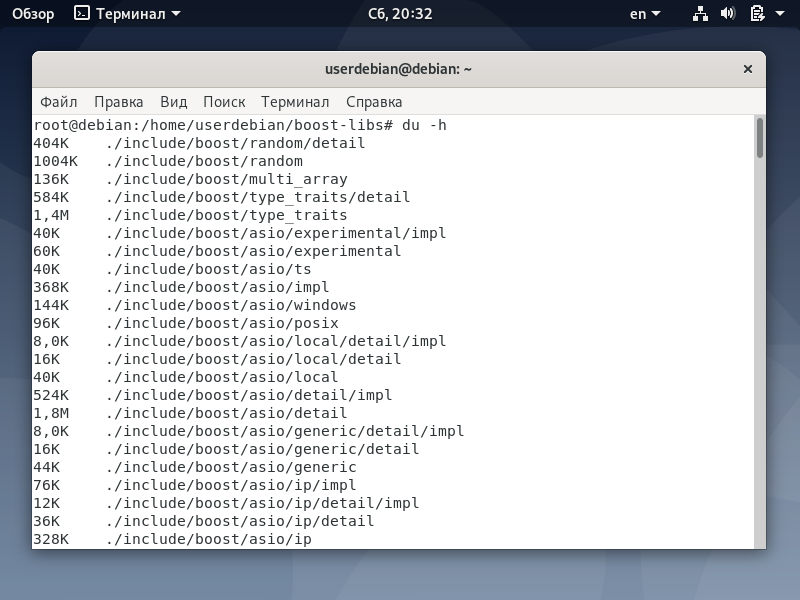 Обзор Терминал Сб, 20:32 en
userdebian@debian: ~
Файл Правка Вид Поиск Терминал Справка
root@debian:/home/userdebian/boost-libs# du -h
404K ./include/boost/random/detail
1004K ./include/boost/random
136K ./include/boost/multi_array
584K ./include/boost/type_traits/detail
1,4M ./include/boost/type_traits
40K ./include/boost/asio/experimental/impl
60K ./include/boost/asio/experimental
40K ./include/boost/asio/ts
368K ./include/boost/asio/impl
144K ./include/boost/asio/windows
96K ./include/boost/asio/posix
8,0K ./include/boost/asio/local/detail/impl
16K ./include/boost/asio/local/detail
40K ./include/boost/asio/local
524K ./include/boost/asio/detail/impl
1,8M ./include/boost/asio/detail
8,0K ./include/boost/asio/generic/detail/impl
16K ./include/boost/asio/generic/detail
44K ./include/boost/asio/generic
76K ./include/boost/asio/ip/impl
12K ./include/boost/asio/ip/detail/impl
36K ./include/boost/asio/ip/detail
328K ./include/boost/asio/ip